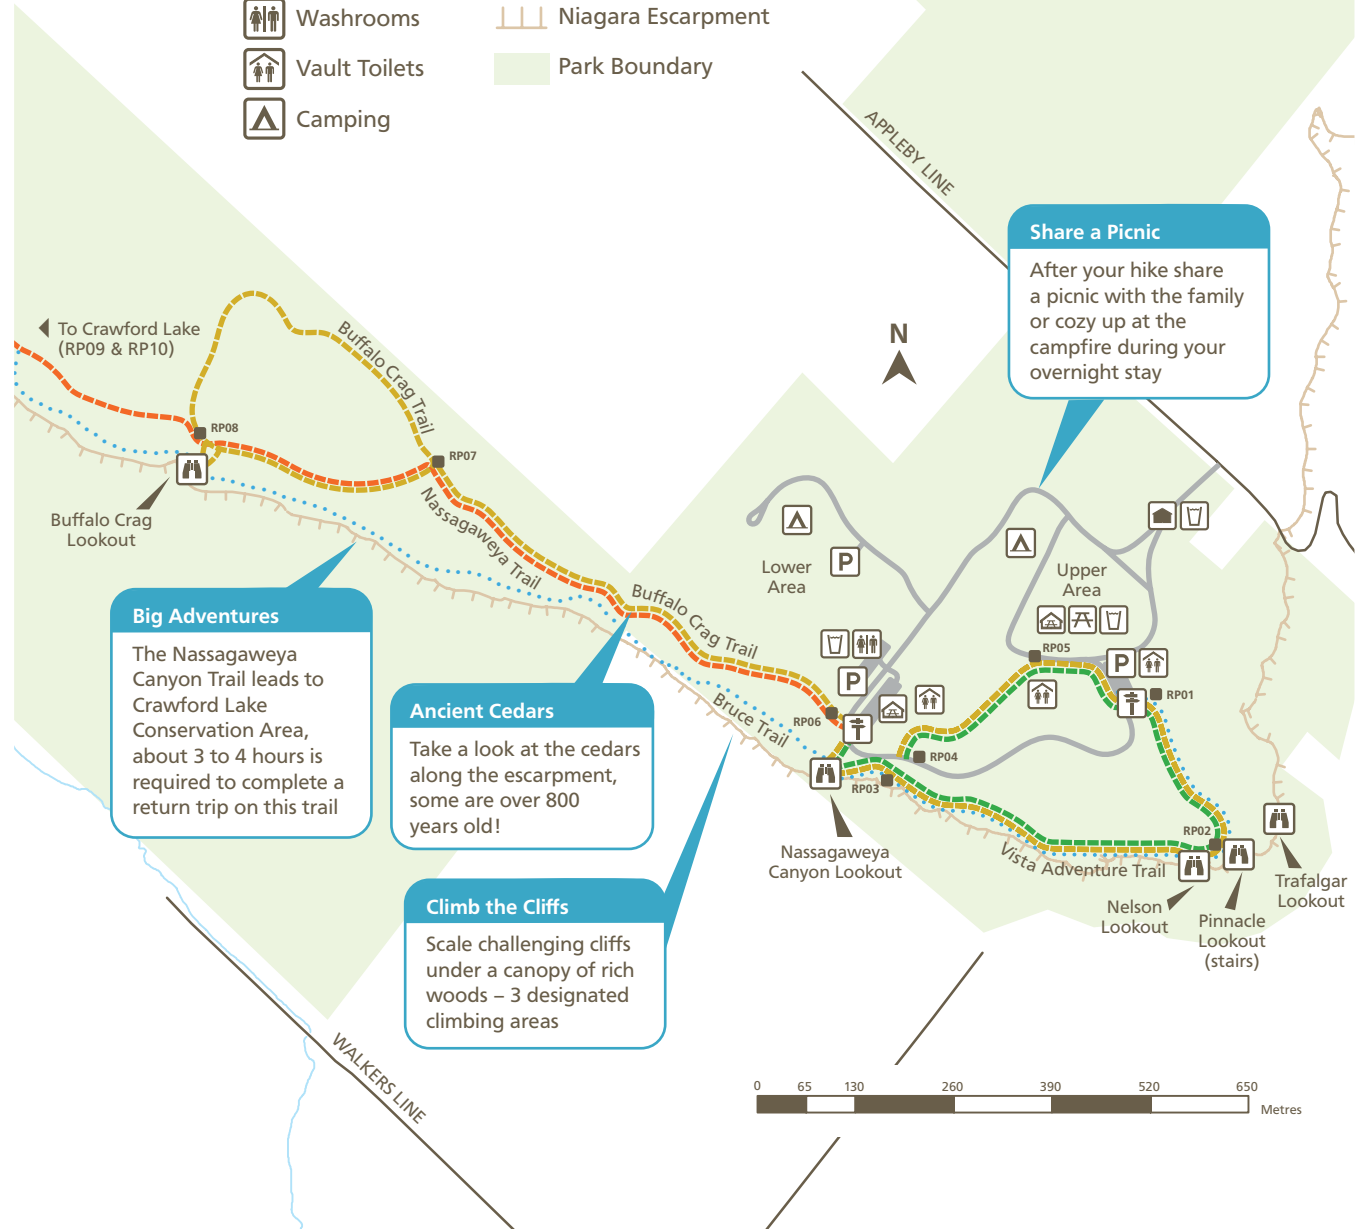 Washrooms
Vault Toilets
Camping
Niagara Escarpment
Park Boundary
APPLEBY LINE
Share a Picnic
After your hike share
a picnic with the family
or cozy up at the
campfire during your
overnight stay
N
To Crawford Lake
(RP09 & RP10)
Buffalo Crag Trail
RP08
RP07
Buffalo Crag
Lookout
Nassagaweya Trail
Lower
Area
P
Upper
Area
Big Adventures
The Nassagaweya
Canyon Trail leads to
Crawford Lake
Conservation Area,
about 3 to 4 hours is
required to complete a
return trip on this trail
Buffalo Crag Trail
RP05
P
P
RP01
Ancient Cedars
Take a look at the cedars
along the escarpment,
some are over 800
years old!
Bruce Trail
RP06
RP04
RP03
RP02
Nassagaweya
Canyon Lookout
Vista Adventure Trail
Nelson
Lookout
Pinnacle
Lookout
(stairs)
Trafalgar
Lookout
Climb the Cliffs
Scale challenging cliffs
under a canopy of rich
woods – 3 designated
climbing areas
WALKERS LINE
0 65 130 260 390 520 650
Metres